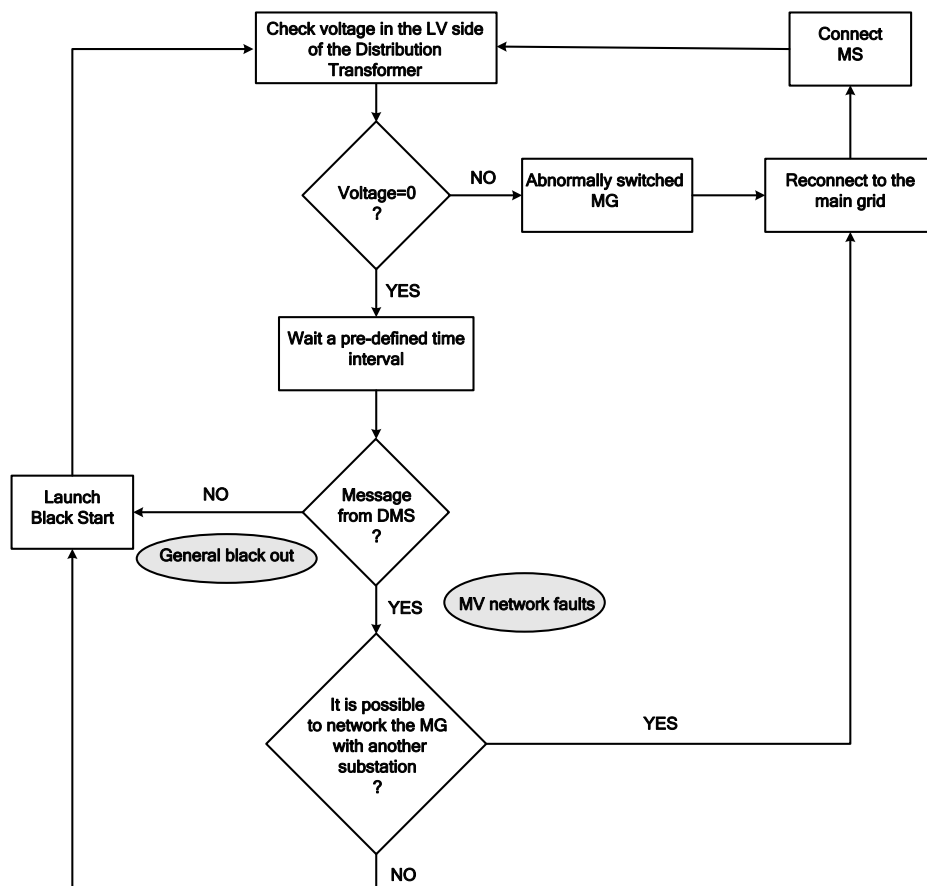 Check voltage in the LV side
of the Distribution
Transformer
Connect
MS
Voltage=0
?
NO
Abnormally switched
MG
Reconnect to the
main grid
YES
Wait a pre-defined time
interval
Launch
Black Start
NO
Message
from DMS
?
General black out
YES
MV network faults
It is possible
to network the MG
with another
substation
?
YES
NO